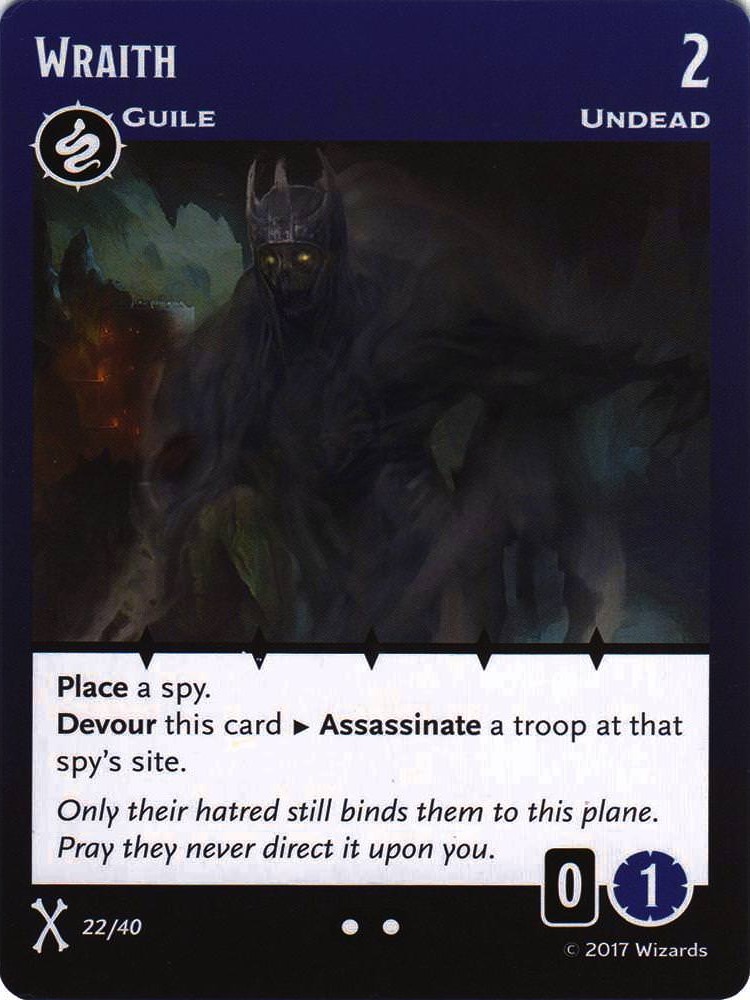 Wraith 2
Guile Undead
Place a spy.
Devour this card ▶ Assassinate a troop at that
spy's site.
Only their hatred still binds them to this plane.
Pray they never direct it upon you.
0 1
22/40
© 2017 Wizards